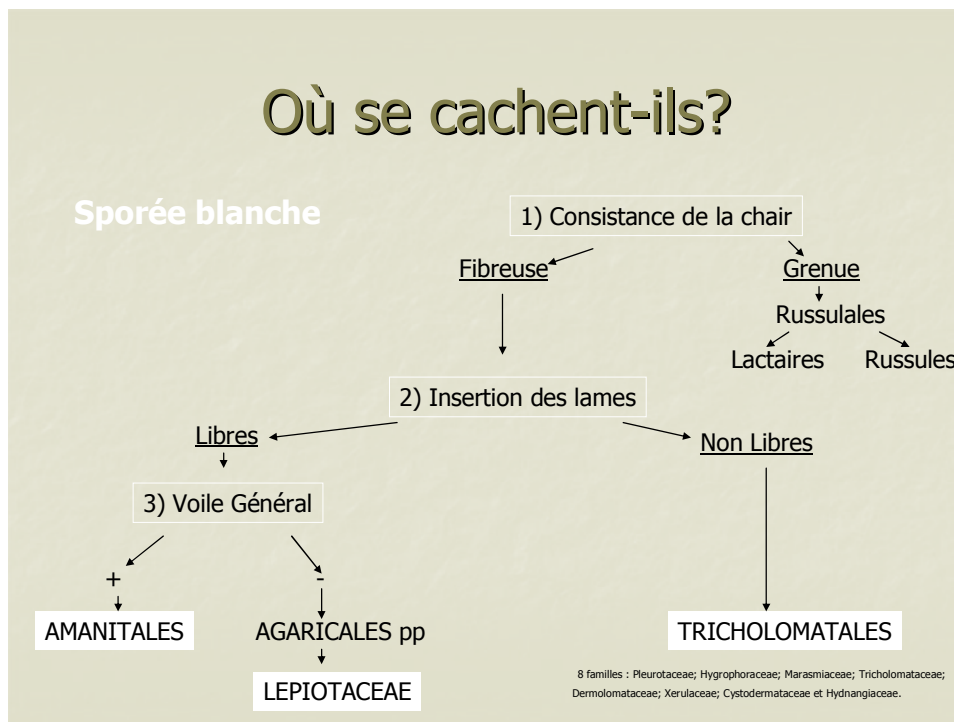 Où se cachent-ils?
Sporée blanche
1) Consistance de la chair
Fibreuse
Grenue
Russulales
Lactaires
Russules
2) Insertion des lames
Libres
Non Libres
3) Voile Général
+
-
AMANITALES
AGARICALES pp
TRICHOLOMATALES
LEPIOTACEAE
8 familles : Pleurotaceae; Hygrophoraceae; Marasmiaceae; Tricholomataceae;
Dermolomataceae; Xerulaceae; Cystodermataceae et Hydnangiaceae.